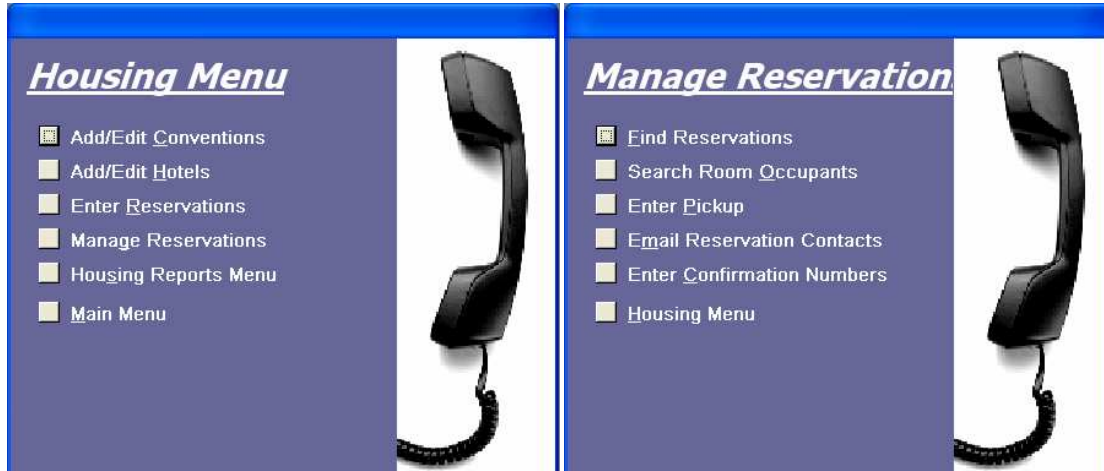 Housing Menu
Add/Edit Conventions
Add/Edit Hotels
Enter Reservations
Manage Reservations
Housing Reports Menu
Main Menu
Manage Reservation
Find Reservations
Search Room Occupants
Enter Pickup
Email Reservation Contacts
Enter Confirmation Numbers
Housing Menu